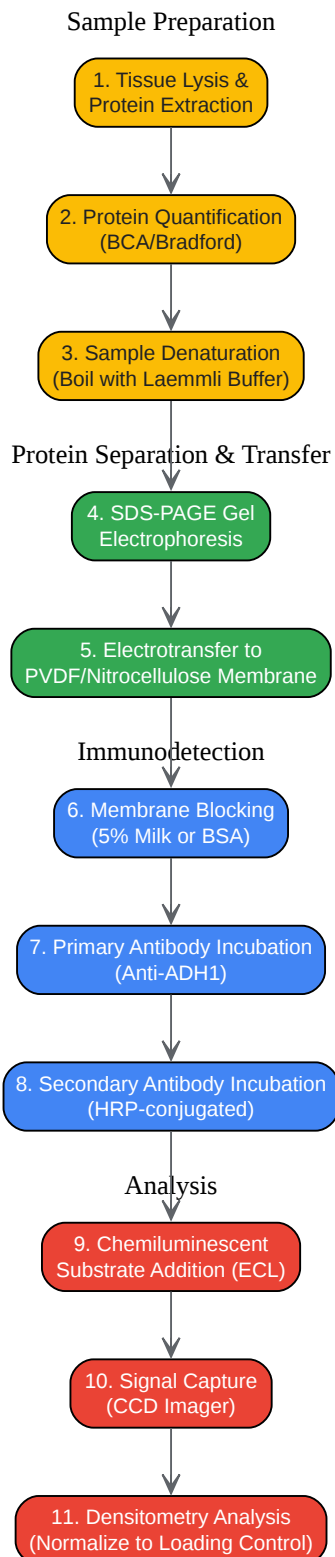 Sample Preparation
1. Tissue Lysis &
Protein Extraction
2. Protein Quantification
(BCA/Bradford)
3. Sample Denaturation
(Boil with Laemmli Buffer)
Protein Separation & Transfer
4. SDS-PAGE Gel
Electrophoresis
5. Electrotransfer to
PVDF/Nitrocellulose Membrane
Immunodetection
6. Membrane Blocking
(5% Milk or BSA)
7. Primary Antibody Incubation
(Anti-ADH1)
8. Secondary Antibody Incubation
(HRP-conjugated)
Analysis
9. Chemiluminescent
Substrate Addition (ECL)
10. Signal Capture
(CCD Imager)
11. Densitometry Analysis
(Normalize to Loading Control)